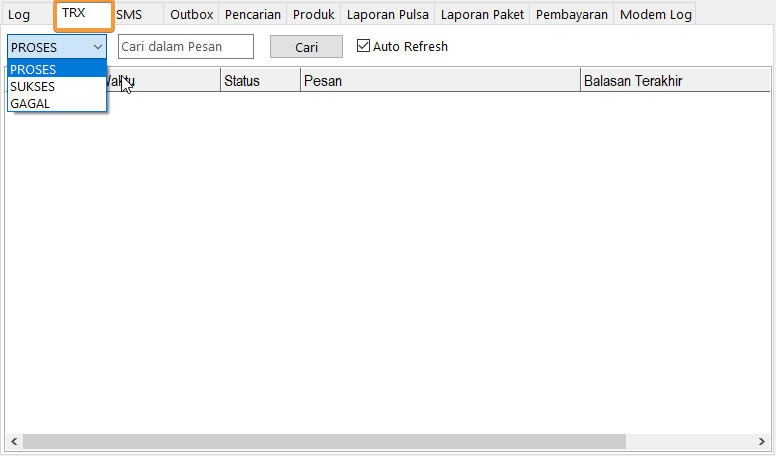 Log TRX SMS Outbox Pencarian Produk Laporan Pulsa Laporan Paket Pembayaran Modem Log
PROSES Cari dalam Pesan Cari Auto Refresh
PROSES
SUKSES
GAGAL
Status Pesan Balasan Terakhir